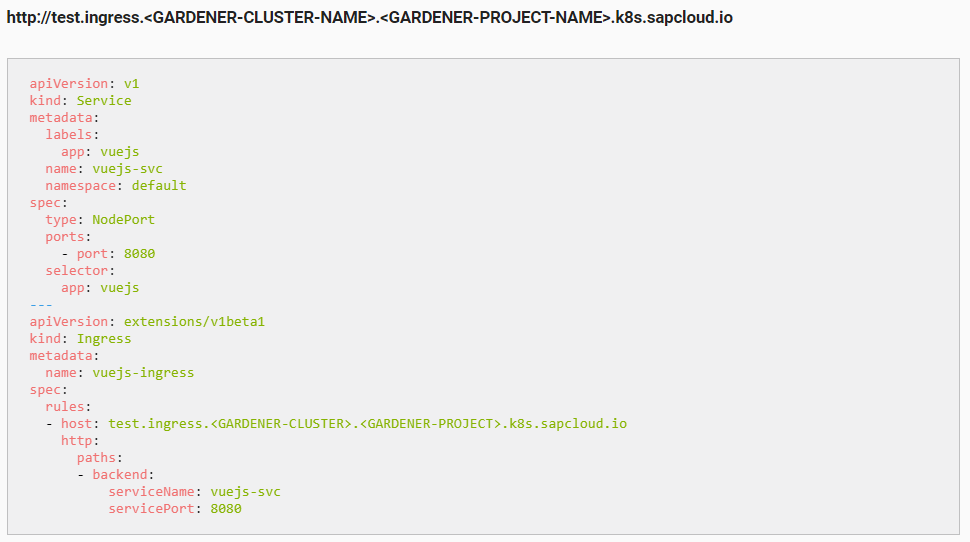 http://test.ingress.<GARDENER-CLUSTER-NAME>.<GARDENER-PROJECT-NAME>.k8s.sapcloud.io
apiVersion: v1
kind: Service
metadata:
  labels:
    app: vuejs
  name: vuejs-svc
  namespace: default
spec:
  type: NodePort
  ports:
    - port: 8080
  selector:
    app: vuejs
---
apiVersion: extensions/v1beta1
kind: Ingress
metadata:
  name: vuejs-ingress
spec:
  rules:
  - host: test.ingress.<GARDENER-CLUSTER>.<GARDENER-PROJECT>.k8s.sapcloud.io
    http:
      paths:
      - backend:
          serviceName: vuejs-svc
          servicePort: 8080